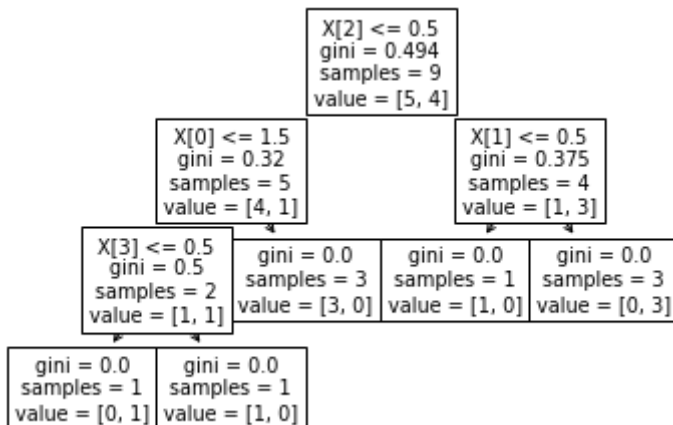 X[2] <= 0.5
gini = 0.494
samples = 9
value = [5, 4]
X[0] <= 1.5
gini = 0.32
samples = 5
value = [4, 1]
X[1] <= 0.5
gini = 0.375
samples = 4
value = [1, 3]
X[3] <= 0.5
gini = 0.5
samples = 2
value = [1, 1]
gini = 0.0
samples = 3
value = [3, 0]
gini = 0.0
samples = 1
value = [1, 0]
gini = 0.0
samples = 3
value = [0, 3]
gini = 0.0
samples = 1
value = [0, 1]
gini = 0.0
samples = 1
value = [1, 0]